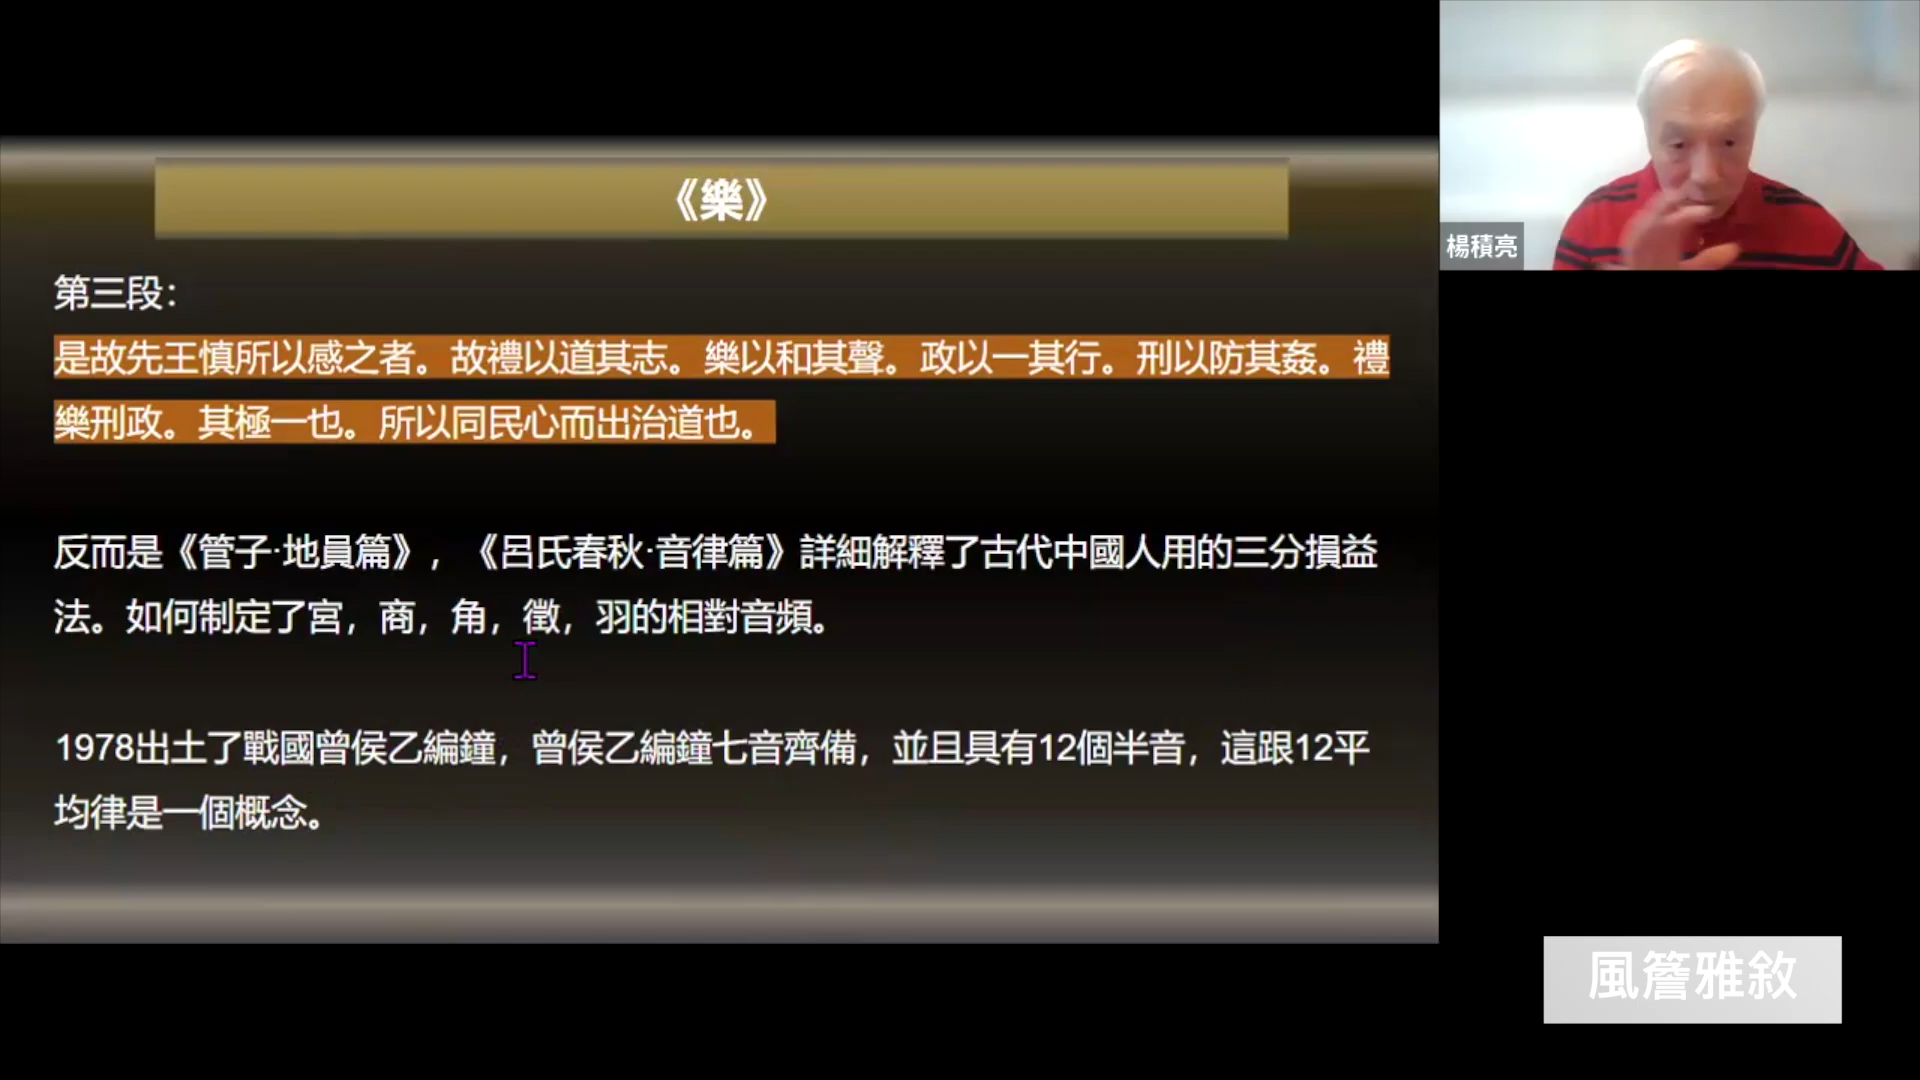 《樂》
第三段：
是故先王慎所以感之者。故禮以道其志。樂以和其聲。政以一其行。刑以防其姦。禮
樂刑政。其極一也。所以同民心而出治道也。
反而是《管子·地員篇》，《呂氏春秋·音律篇》詳細解釋了古代中國人用的三分損益
法。如何制定了宮，商，角，徵，羽的相對音頻。
1978出土了戰國曾侯乙編鐘，曾侯乙編鐘七音齊備，並且具有12個半音，這跟12平
均律是一個概念。
楊積亮
風簷雅敘